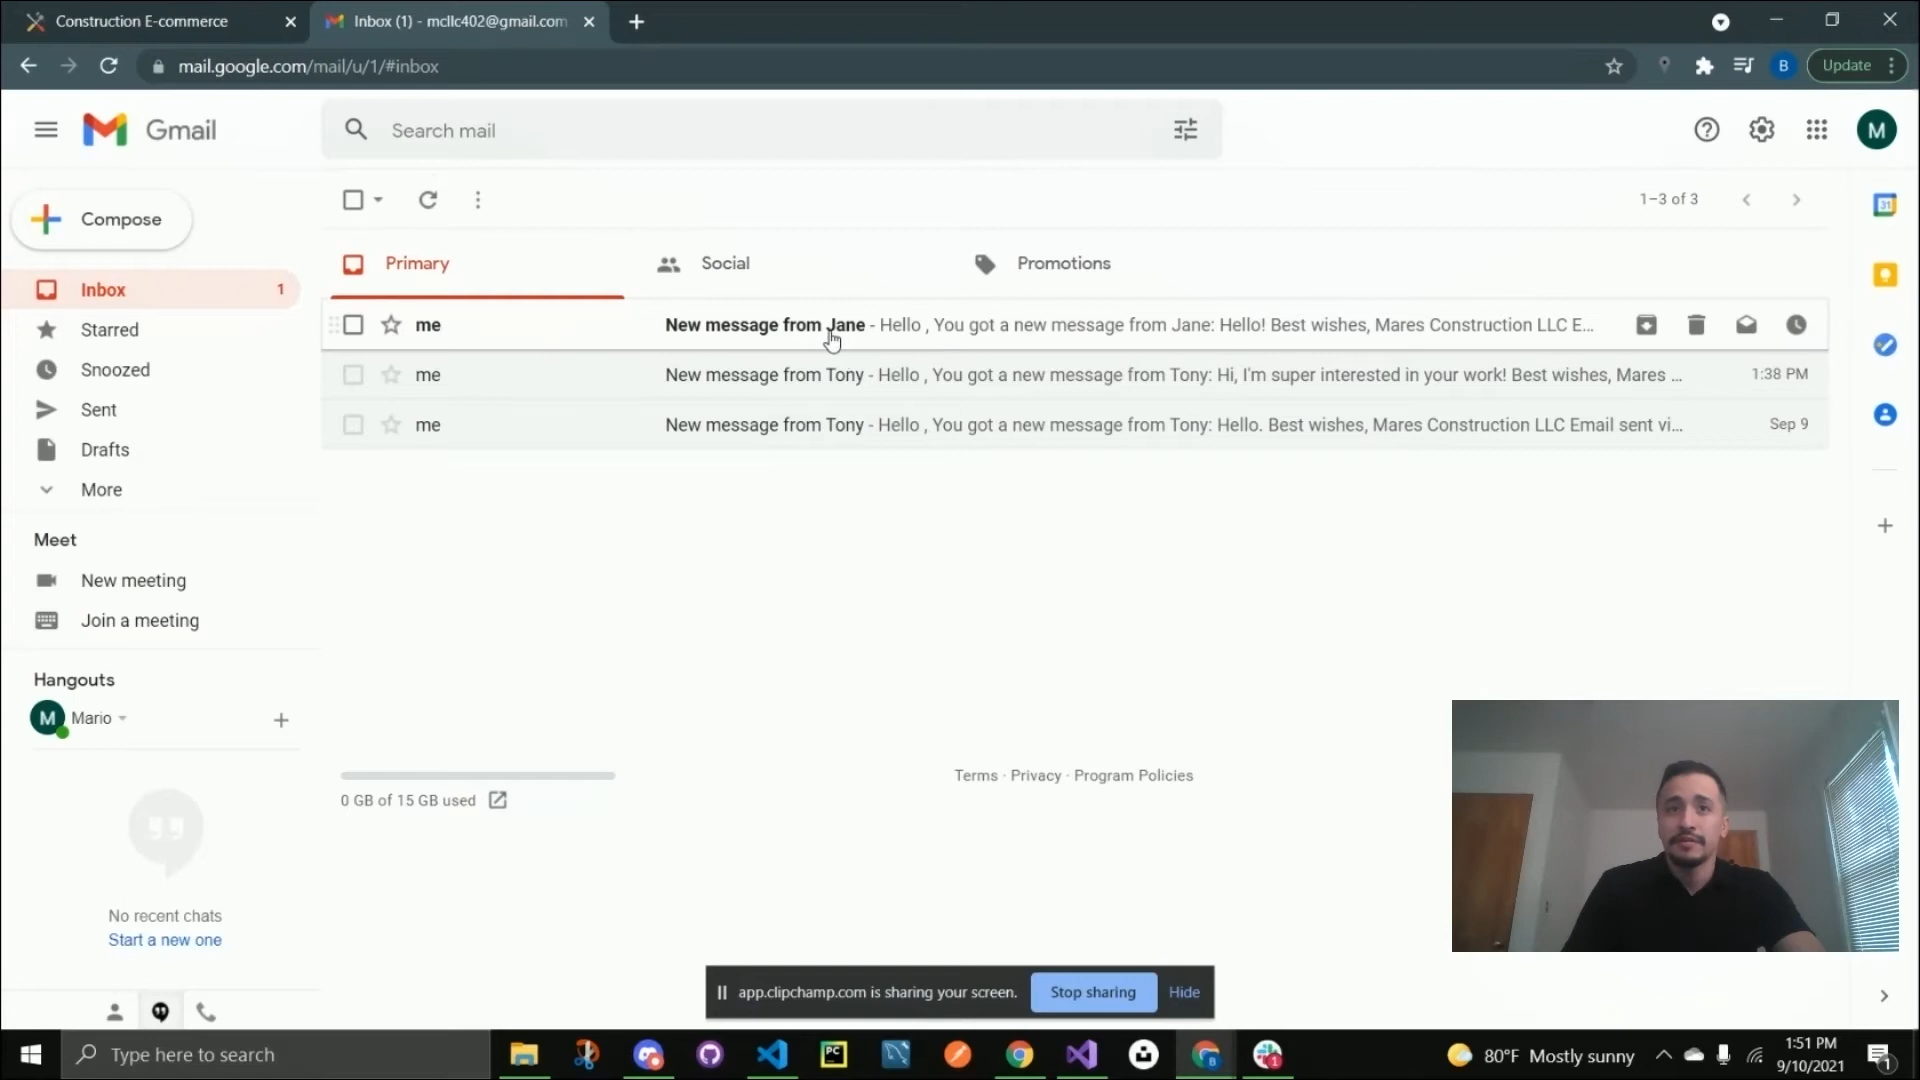 Construction E-commerce
Inbox (1) - mcllc402@gmail.com
mail.google.com/mail/u/1/#inbox
B
Update
Gmail
Search mail
M
Compose
1–3 of 3
31
Primary
Social
Promotions
Inbox
1
Starred
Snoozed
Sent
Drafts
More
me
New message from Jane - Hello , You got a new message from Jane: Hello! Best wishes, Mares Construction LLC E...
me
New message from Tony - Hello , You got a new message from Tony: Hi, I'm super interested in your work! Best wishes, Mares ...
1:38 PM
me
New message from Tony - Hello , You got a new message from Tony: Hello. Best wishes, Mares Construction LLC Email sent vi...
Sep 9
Meet
New meeting
Join a meeting
Hangouts
M
Mario
No recent chats
Start a new one
0 GB of 15 GB used
Terms · Privacy · Program Policies
app.clipchamp.com is sharing your screen.
Stop sharing
Hide
Type here to search
PC
B
1
80°F Mostly sunny
1:51 PM
9/10/2021
1